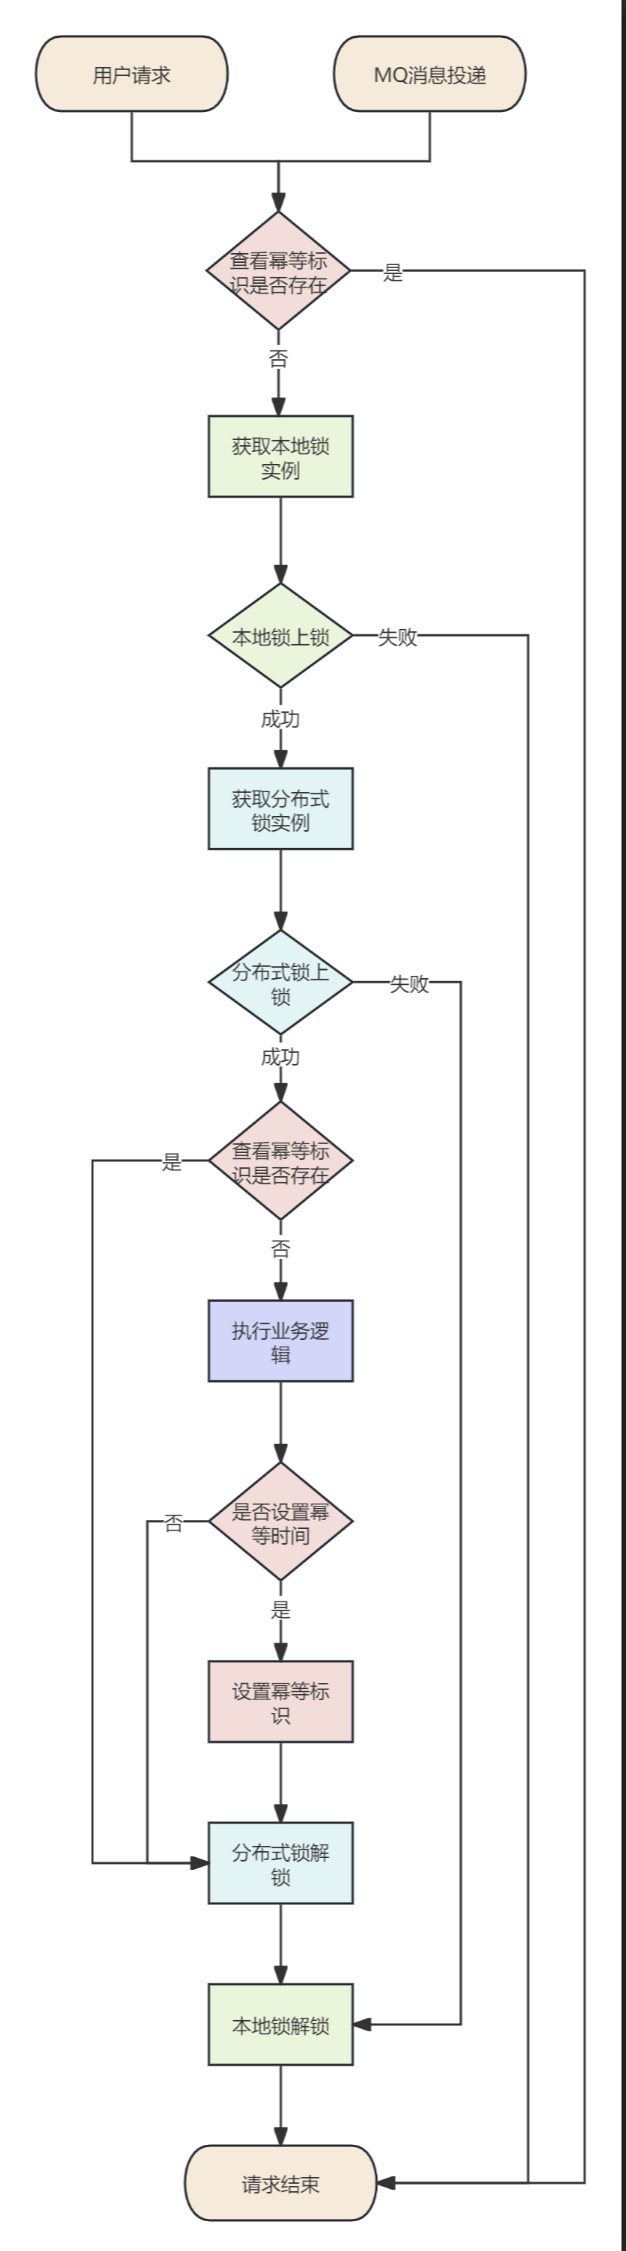 用户请求
MQ消息投递
查看幂等标
识是否存在
是
否
获取本地锁
实例
本地锁上锁
失败
成功
获取分布式
锁实例
分布式锁上
锁
失败
成功
查看幂等标
识是否存在
是
否
执行业务逻
辑
是否设置幂
等时间
否
是
设置幂等标
识
分布式锁解
锁
本地锁解锁
请求结束